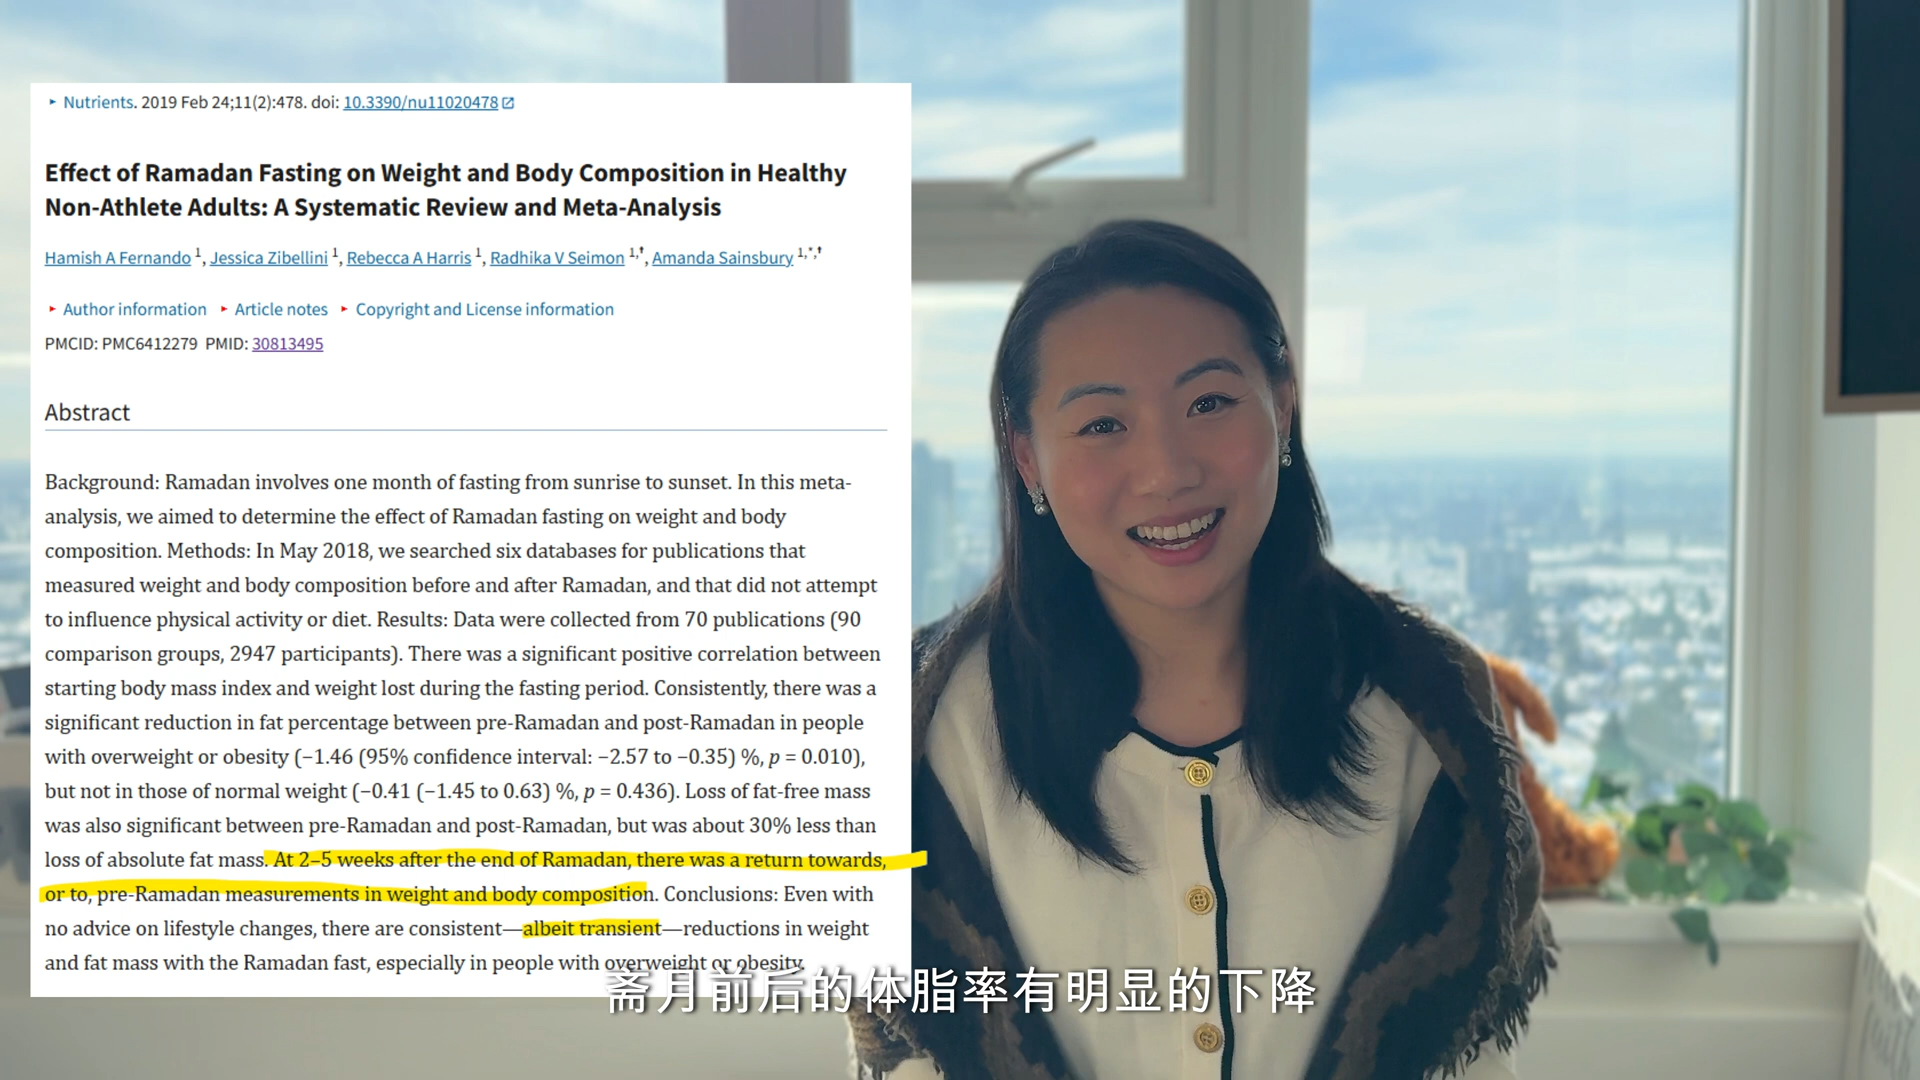 Nutrients. 2019 Feb 24;11(2):478. doi: 10.3390/nu11020478
Effect of Ramadan Fasting on Weight and Body Composition in Healthy
Non-Athlete Adults: A Systematic Review and Meta-Analysis
Hamish A Fernando 1, Jessica Zibellini 1, Rebecca A Harris 1, Radhika V Seimon 1,†, Amanda Sainsbury 1,*,†
Author information Article notes Copyright and License information
PMCID: PMC6412279 PMID: 30813495
Abstract
Background: Ramadan involves one month of fasting from sunrise to sunset. In this meta-
analysis, we aimed to determine the effect of Ramadan fasting on weight and body
composition. Methods: In May 2018, we searched six databases for publications that
measured weight and body composition before and after Ramadan, and that did not attempt
to influence physical activity or diet. Results: Data were collected from 70 publications (90
comparison groups, 2947 participants). There was a significant positive correlation between
starting body mass index and weight lost during the fasting period. Consistently, there was a
significant reduction in fat percentage between pre-Ramadan and post-Ramadan in people
with overweight or obesity (−1.46 (95% confidence interval: −2.57 to −0.35) %, p = 0.010),
but not in those of normal weight (−0.41 (−1.45 to 0.63) %, p = 0.436). Loss of fat-free mass
was also significant between pre-Ramadan and post-Ramadan, but was about 30% less than
loss of absolute fat mass. At 2–5 weeks after the end of Ramadan, there was a return towards,
or to, pre-Ramadan measurements in weight and body composition. Conclusions: Even with
no advice on lifestyle changes, there are consistent—albeit transient—reductions in weight
and fat mass with the Ramadan fast, especially in people with overweight or obesity.
斋月前后的体脂率有明显的下降